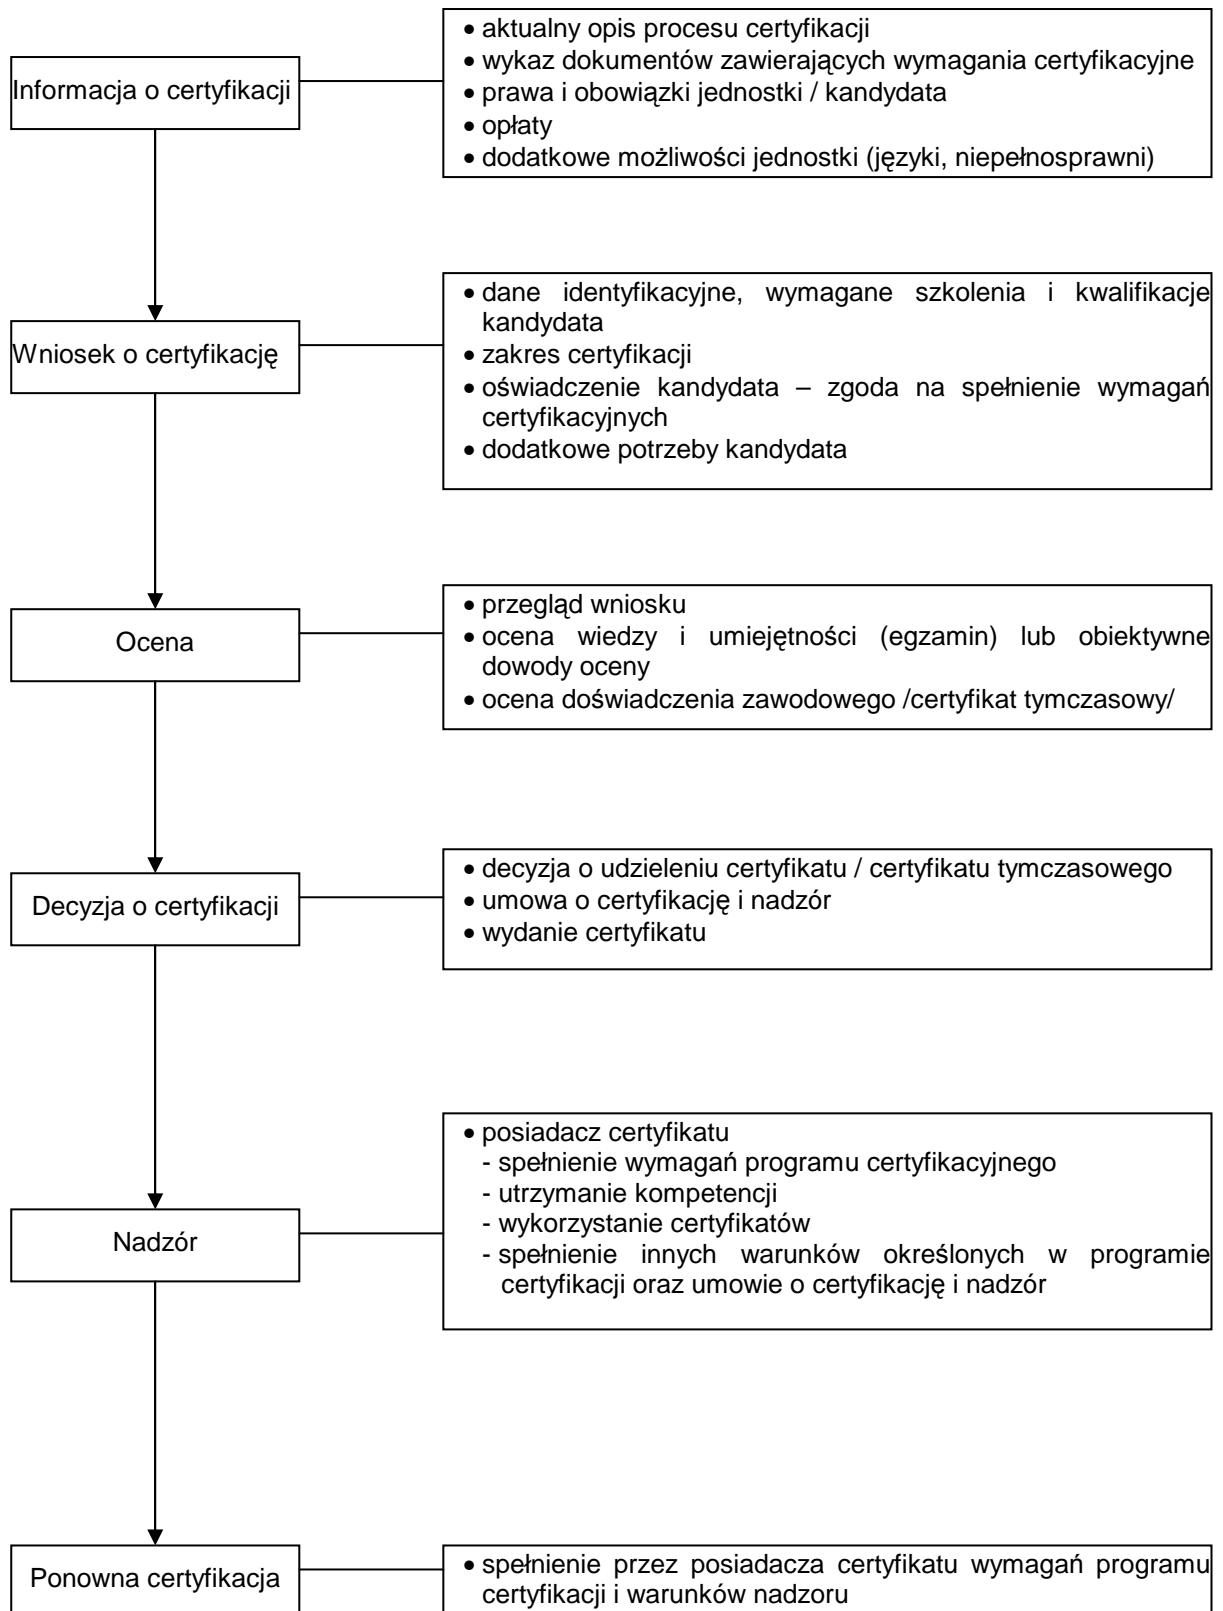 Informacja o certyfikacji
• aktualny opis procesu certyfikacji
• wykaz dokumentów zawierających wymagania certyfikacyjne
• prawa i obowiązki jednostki / kandydata
• opłaty
• dodatkowe możliwości jednostki (języki, niepełnosprawni)
Wniosek o certyfikację
• dane identyfikacyjne, wymagane szkolenia i kwalifikacje
kandydata
• zakres certyfikacji
• oświadczenie kandydata – zgoda na spełnienie wymagań
certyfikacyjnych
• dodatkowe potrzeby kandydata
Ocena
• przegląd wniosku
• ocena wiedzy i umiejętności (egzamin) lub obiektywne
dowody oceny
• ocena doświadczenia zawodowego /certyfikat tymczasowy/
Decyzja o certyfikacji
• decyzja o udzieleniu certyfikatu / certyfikatu tymczasowego
• umowa o certyfikację i nadzór
• wydanie certyfikatu
Nadzór
• posiadacz certyfikatu
- spełnienie wymagań programu certyfikacyjnego
- utrzymanie kompetencji
- wykorzystanie certyfikatów
- spełnienie innych warunków określonych w programie
certyfikacji oraz umowie o certyfikację i nadzór
Ponowna certyfikacja
• spełnienie przez posiadacza certyfikatu wymagań programu
certyfikacji i warunków nadzoru